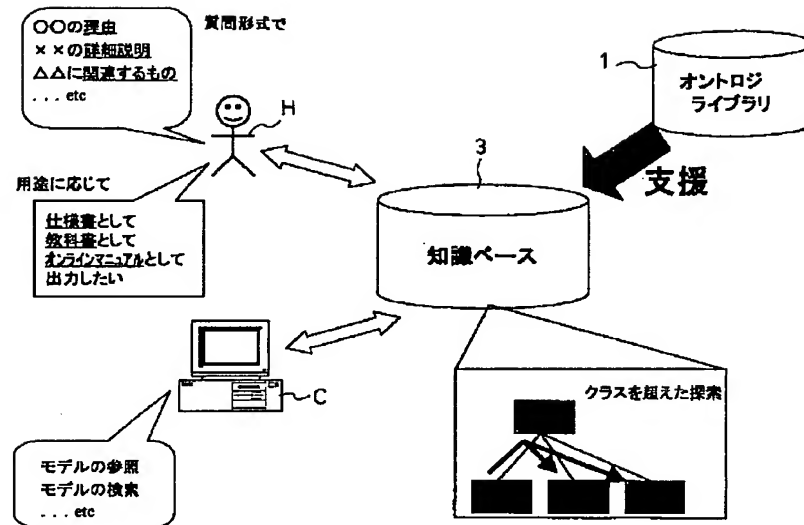 〇〇の理由
××の詳細説明
△△に関連するもの
. . . etc
質問形式で
H
1
オントロジ
ライブラリ
支援
3
知識ベース
用途に応じて
仕様書として
教科書として
オンラインマニュアルとして
出力したい
C
モデルの参照
モデルの検索
. . . etc
クラスを超えた探索